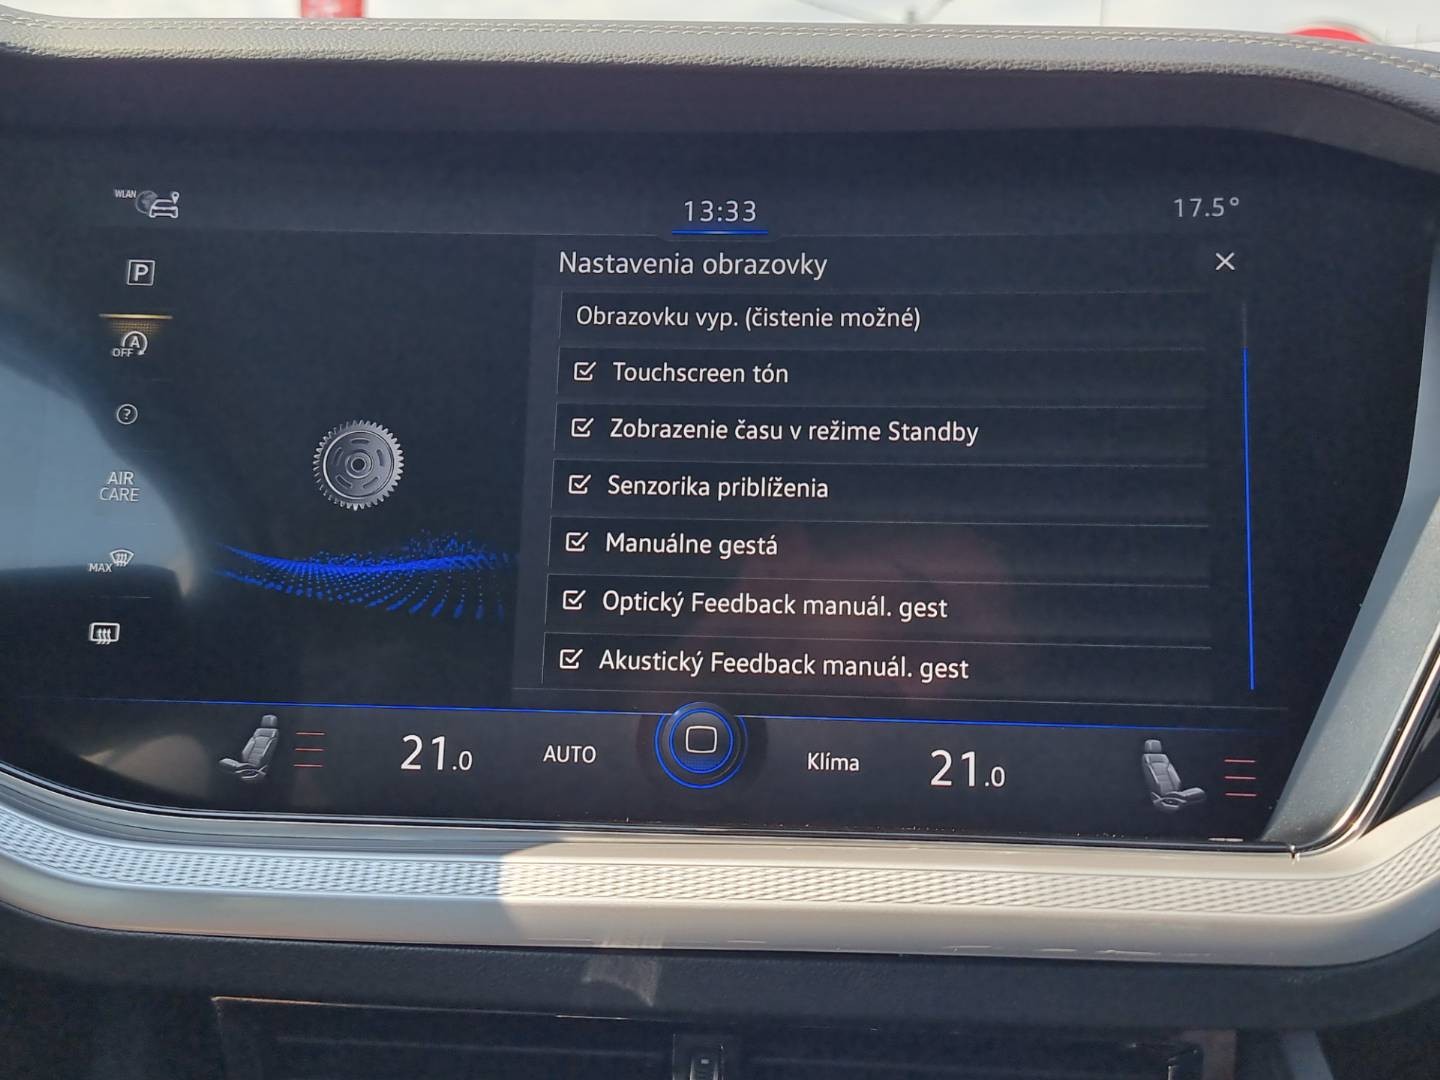 WLAN
13:33
17.5°
P
Nastavenia obrazovky
Obrazovku vyp. (čistenie možné)
A
OFF
Touchscreen tón
?
Zobrazenie času v režime Standby
AIR
CARE
Senzorika priblíženia
MAX
Manuálne gestá
Optický Feedback manuál. gest
Akustický Feedback manuál. gest
21.0
AUTO
Klíma
21.0